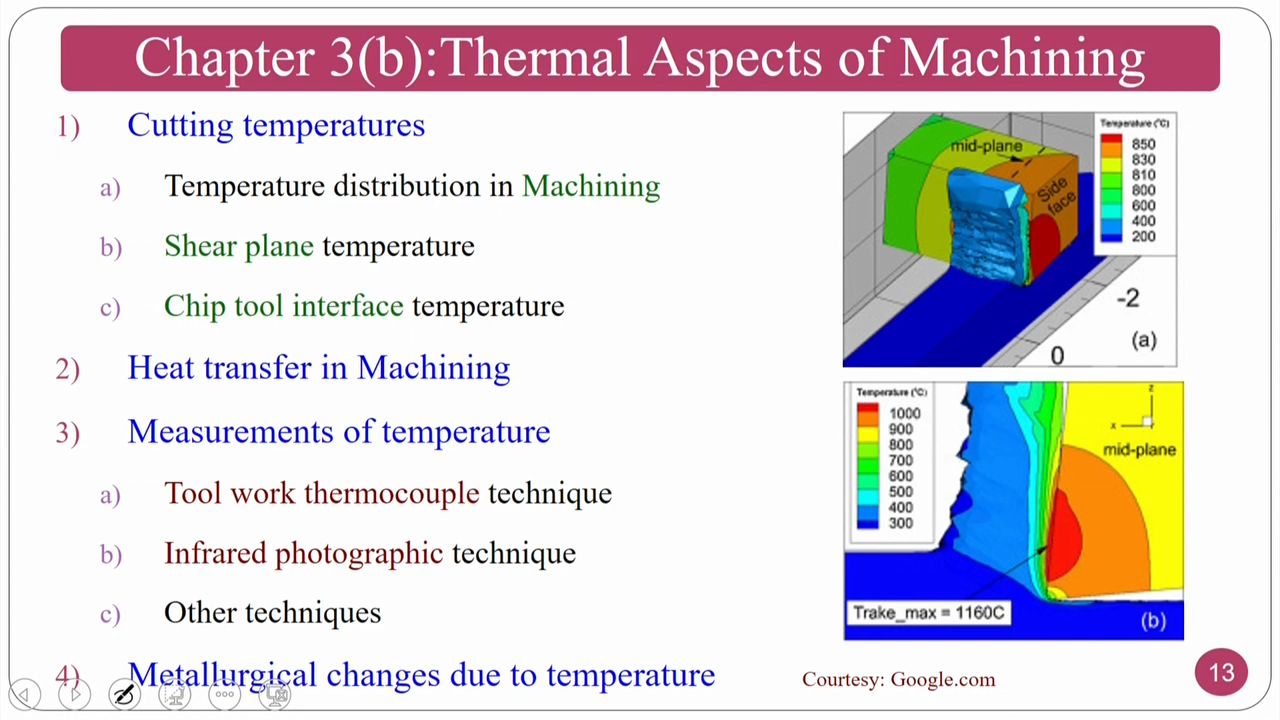 Chapter 3(b):Thermal Aspects of Machining
1) Cutting temperatures
a) Temperature distribution in Machining
b) Shear plane temperature
c) Chip tool interface temperature
2) Heat transfer in Machining
3) Measurements of temperature
a) Tool work thermocouple technique
b) Infrared photographic technique
c) Other techniques
4) Metallurgical changes due to temperature
Temperature (°C)
850
830
810
800
600
400
200
mid-plane
Side
face
-2
0
(a)
Temperature (°C)
1000
900
800
700
600
500
400
300
z
x
mid-plane
Trake_max = 1160C
(b)
Courtesy: Google.com
13